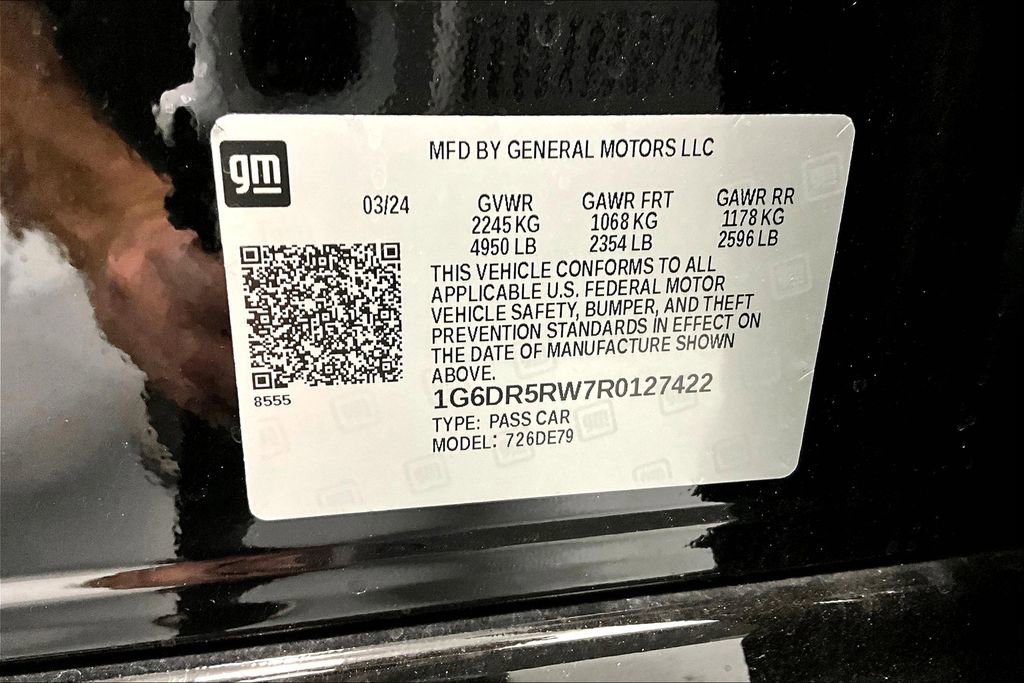 gm
MFD BY GENERAL MOTORS LLC
03/24 GVWR GAWR FRT GAWR RR
2245 KG 1068 KG 1178 KG
4950 LB 2354 LB 2596 LB
THIS VEHICLE CONFORMS TO ALL
APPLICABLE U.S. FEDERAL MOTOR
VEHICLE SAFETY, BUMPER, AND THEFT
PREVENTION STANDARDS IN EFFECT ON
THE DATE OF MANUFACTURE SHOWN
ABOVE.
8555
1G6DR5RW7R0127422
TYPE: PASS CAR
MODEL: 726DE79